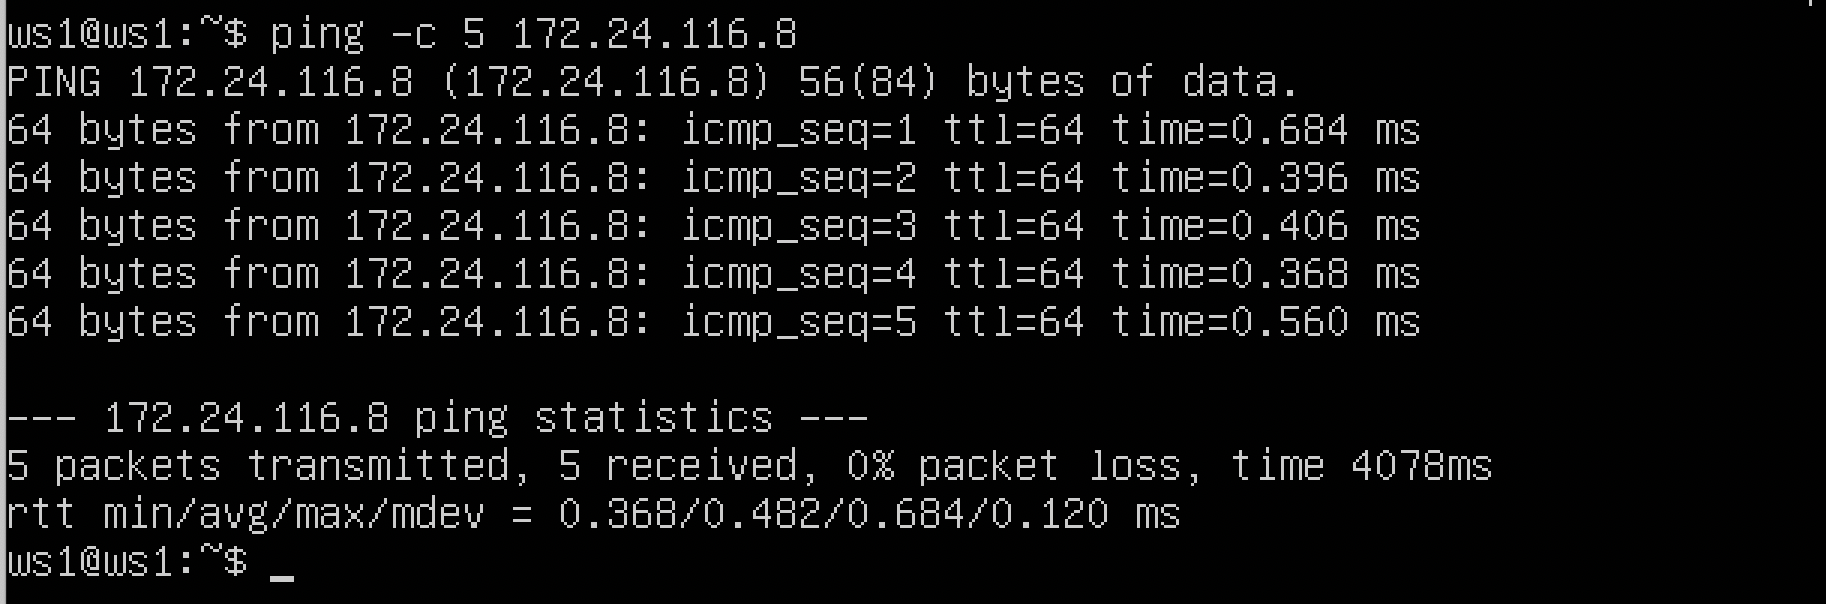 ws1@ws1:~$ ping -c 5 172.24.116.8
PING 172.24.116.8 (172.24.116.8) 56(84) bytes of data.
64 bytes from 172.24.116.8: icmp_seq=1 ttl=64 time=0.684 ms
64 bytes from 172.24.116.8: icmp_seq=2 ttl=64 time=0.396 ms
64 bytes from 172.24.116.8: icmp_seq=3 ttl=64 time=0.406 ms
64 bytes from 172.24.116.8: icmp_seq=4 ttl=64 time=0.368 ms
64 bytes from 172.24.116.8: icmp_seq=5 ttl=64 time=0.560 ms
--- 172.24.116.8 ping statistics ---
5 packets transmitted, 5 received, 0% packet loss, time 4078ms
rtt min/avg/max/mdev = 0.368/0.482/0.684/0.120 ms
ws1@ws1:~$ _